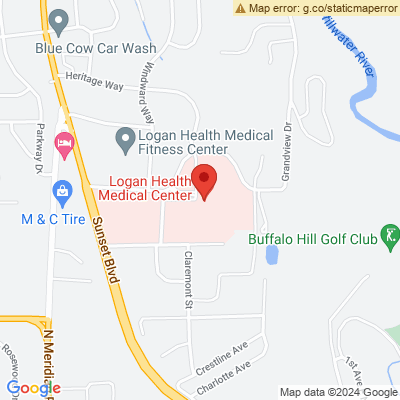 Map error: g.co/staticmaperror
Stillwater River
Blue Cow Car Wash
Heritage Way
Windward Way
Grandview Dr
Parkway Dr
Logan Health Medical
Fitness Center
Logan Health
Medical Center
M & C Tire
Sunset Blvd
Buffalo Hill Golf Club
Claremont St
N Meridian
Crestline Ave
Charlotte Ave
1st Ave
Google
Map data ©2024 Google